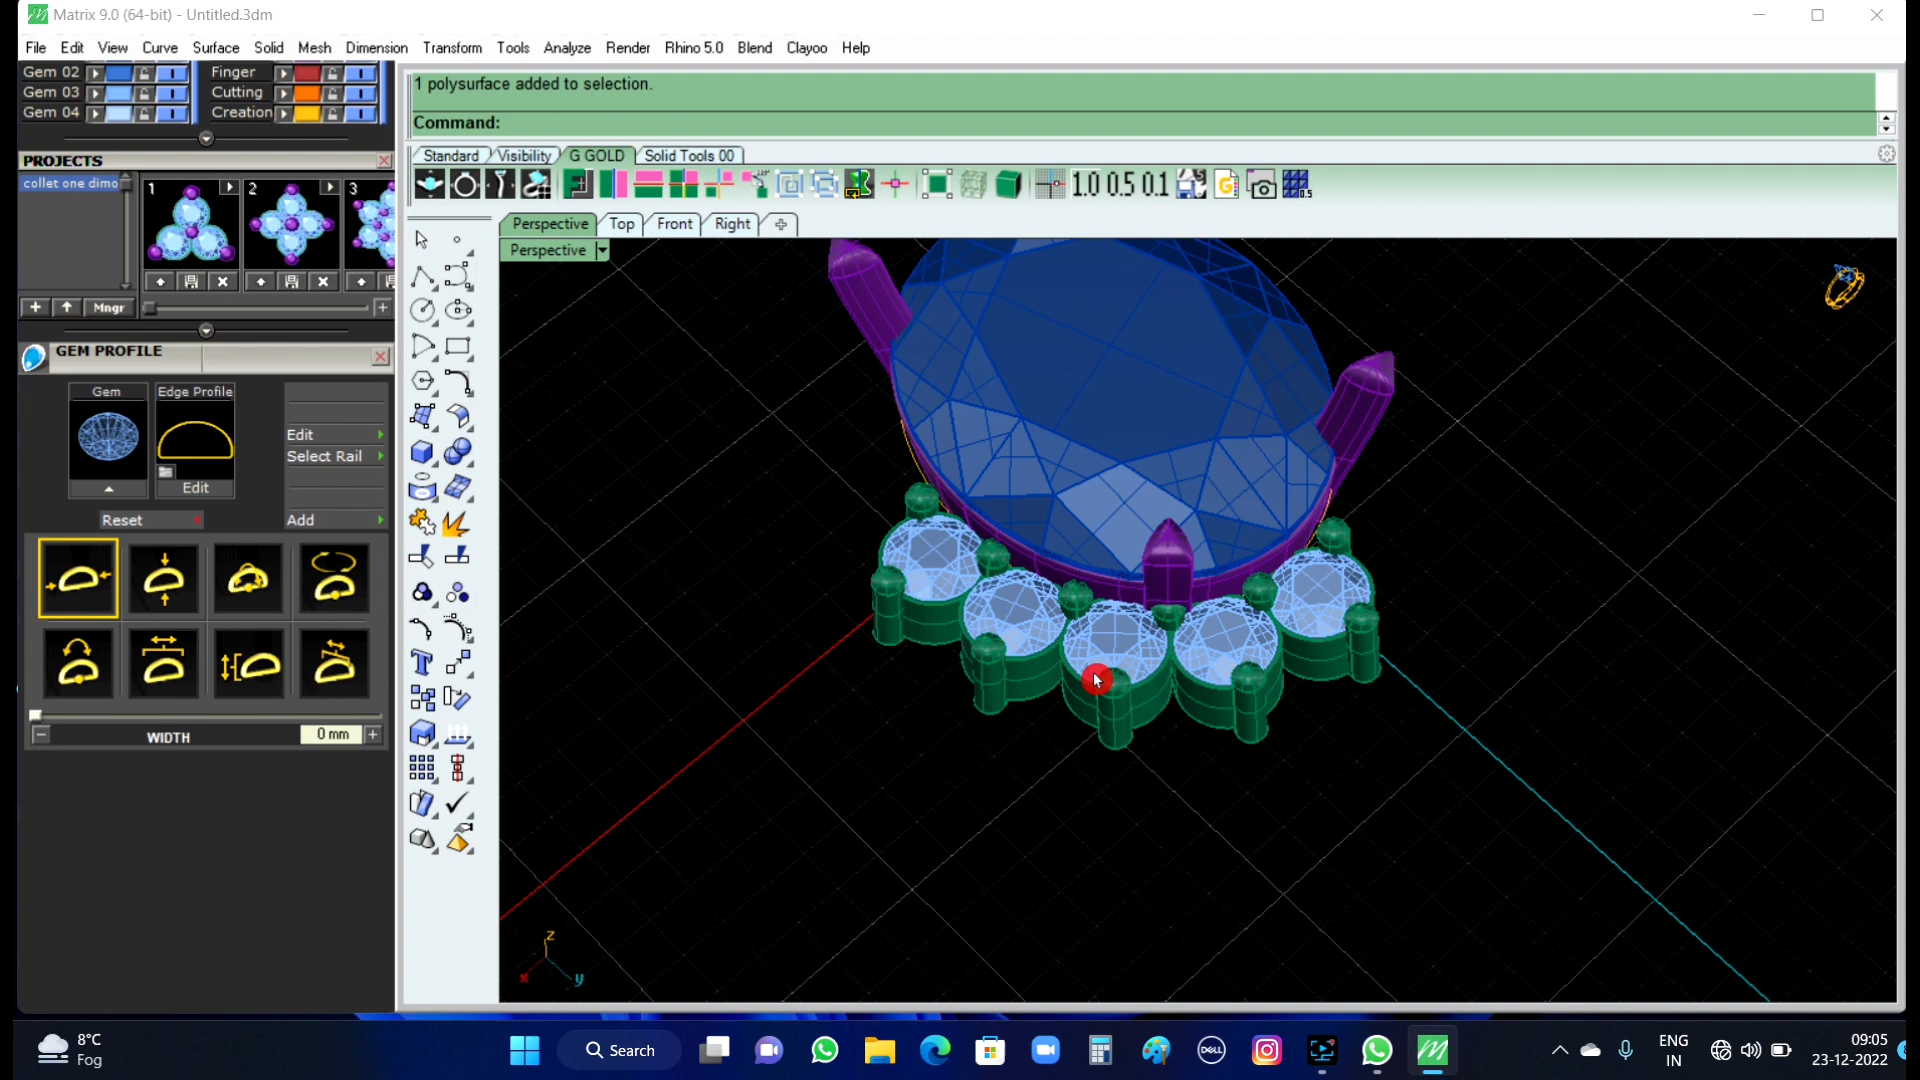 Matrix 9.0 (64-bit) - Untitled.3dm
File Edit View Curve Surface Solid Mesh Dimension Transform Tools Analyze Render Rhino 5.0 Blend Clayoo Help
Gem 02 Finger
Gem 03 Cutting
Gem 04 Creation
1 polysurface added to selection.
Command:
PROJECTS
collet one dimo
1 2 3
Mngr
Standard Visibility G GOLD Solid Tools 00
1.0 0.5 0.1
Perspective Top Front Right
Perspective
GEM PROFILE
Gem Edge Profile
Edit
Select Rail
Edit
Reset
Add
WIDTH 0 mm
z
x y
8°C
Fog
Search
DELL
ENG
IN
09:05
23-12-2022